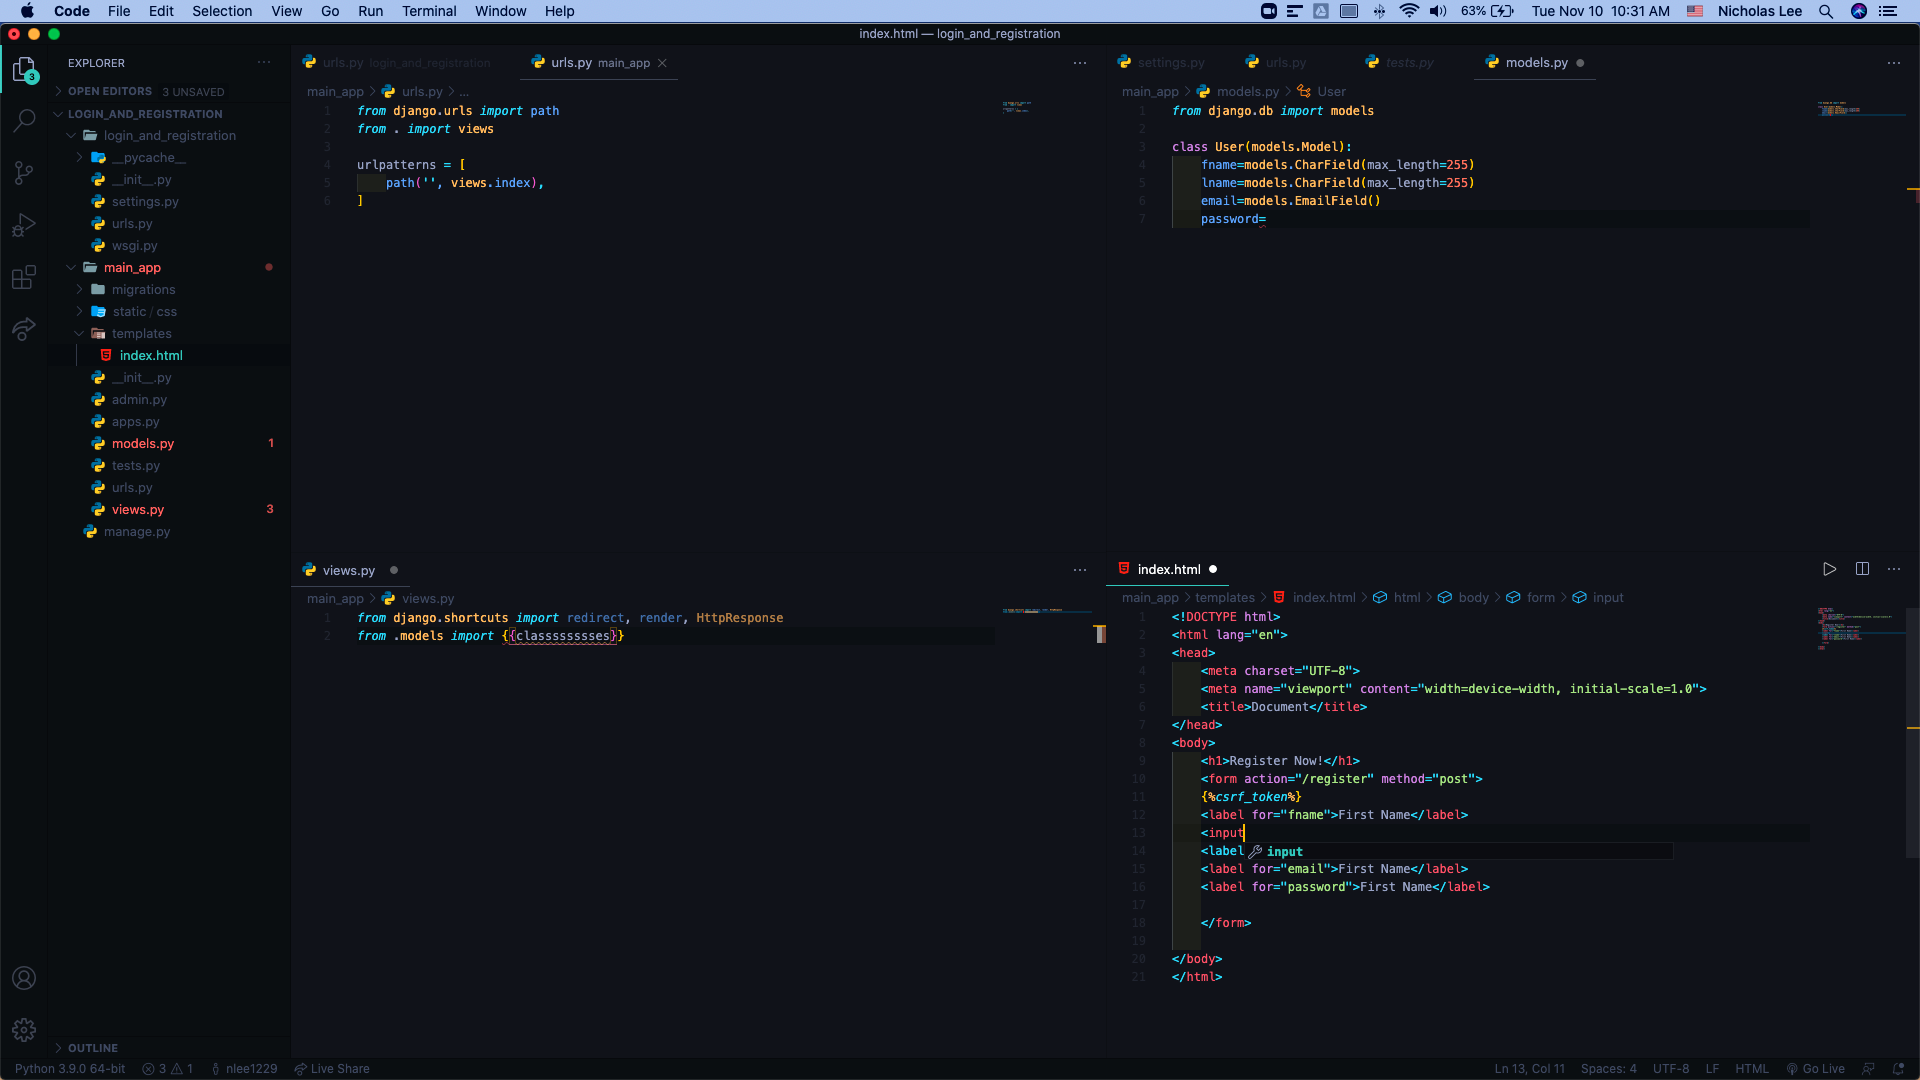 Code File Edit Selection View Go Run Terminal Window Help 63% Tue Nov 10 10:31 AM Nicholas Lee
index.html — login_and_registration
EXPLORER
3
OPEN EDITORS 3 UNSAVED
LOGIN_AND_REGISTRATION
login_and_registration
__pycache__
__init__.py
settings.py
urls.py
wsgi.py
main_app
migrations
static / css
templates
index.html
__init__.py
admin.py
apps.py
models.py 1
tests.py
urls.py
views.py 3
manage.py
OUTLINE
urls.py login_and_registration urls.py main_app
main_app > urls.py > ...
1 from django.urls import path
2 from . import views
3
4 urlpatterns = [
5 path('', views.index),
6 ]
settings.py urls.py tests.py models.py
main_app > models.py > User
1 from django.db import models
2
3 class User(models.Model):
4 fname=models.CharField(max_length=255)
5 lname=models.CharField(max_length=255)
6 email=models.EmailField()
7 password=
views.py
main_app > views.py
1 from django.shortcuts import redirect, render, HttpResponse
2 from .models import {{classsssssses}}
index.html
main_app > templates > index.html > html > body > form > input
1 <!DOCTYPE html>
2 <html lang="en">
3 <head>
4 <meta charset="UTF-8">
5 <meta name="viewport" content="width=device-width, initial-scale=1.0">
6 <title>Document</title>
7 </head>
8 <body>
9 <h1>Register Now!</h1>
10 <form action="/register" method="post">
11 {%csrf_token%}
12 <label for="fname">First Name</label>
13 <input
14 <label input
15 <label for="email">First Name</label>
16 <label for="password">First Name</label>
17
18 </form>
19
20 </body>
21 </html>
Python 3.9.0 64-bit 3 1 nlee1229 Live Share Ln 13, Col 11 Spaces: 4 UTF-8 LF HTML Go Live